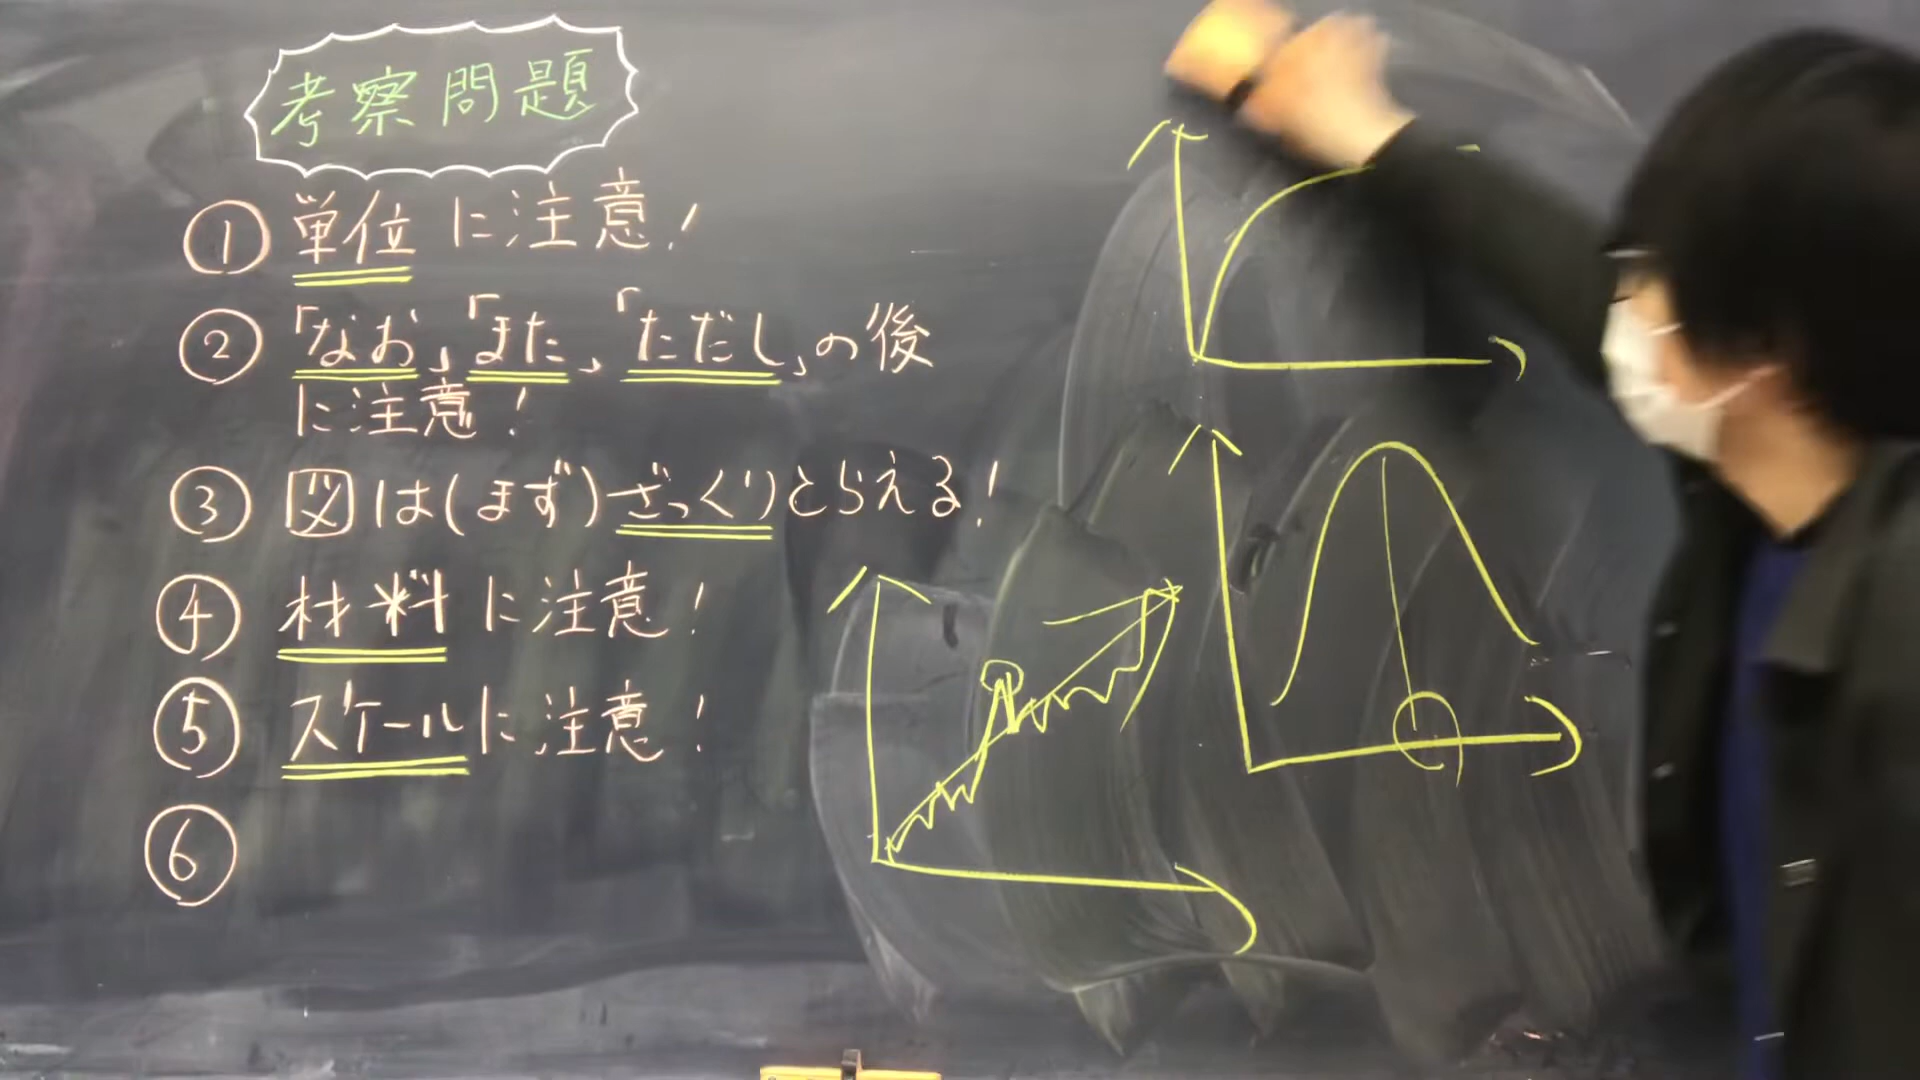 考察問題
① 単位に注意!
②「なお」「また」「ただし」の後
に注意!
③ 図は(まず)ざっくりとらえる!
④ 材料に注意!
⑤ スケールに注意!
⑥